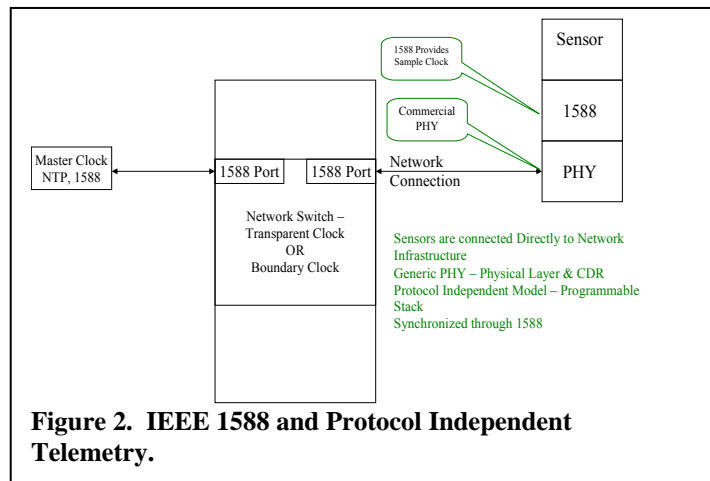 1588 Provides
Sample Clock
Sensor
1588
Commercial
PHY
PHY
Master Clock
NTP, 1588
1588 Port
1588 Port
Network
Connection
Network Switch –
Transparent Clock
OR
Boundary Clock
Sensors are connected Directly to Network
Infrastructure
Generic PHY – Physical Layer & CDR
Protocol Independent Model – Programmable
Stack
Synchronized through 1588
Figure 2. IEEE 1588 and Protocol Independent
Telemetry.